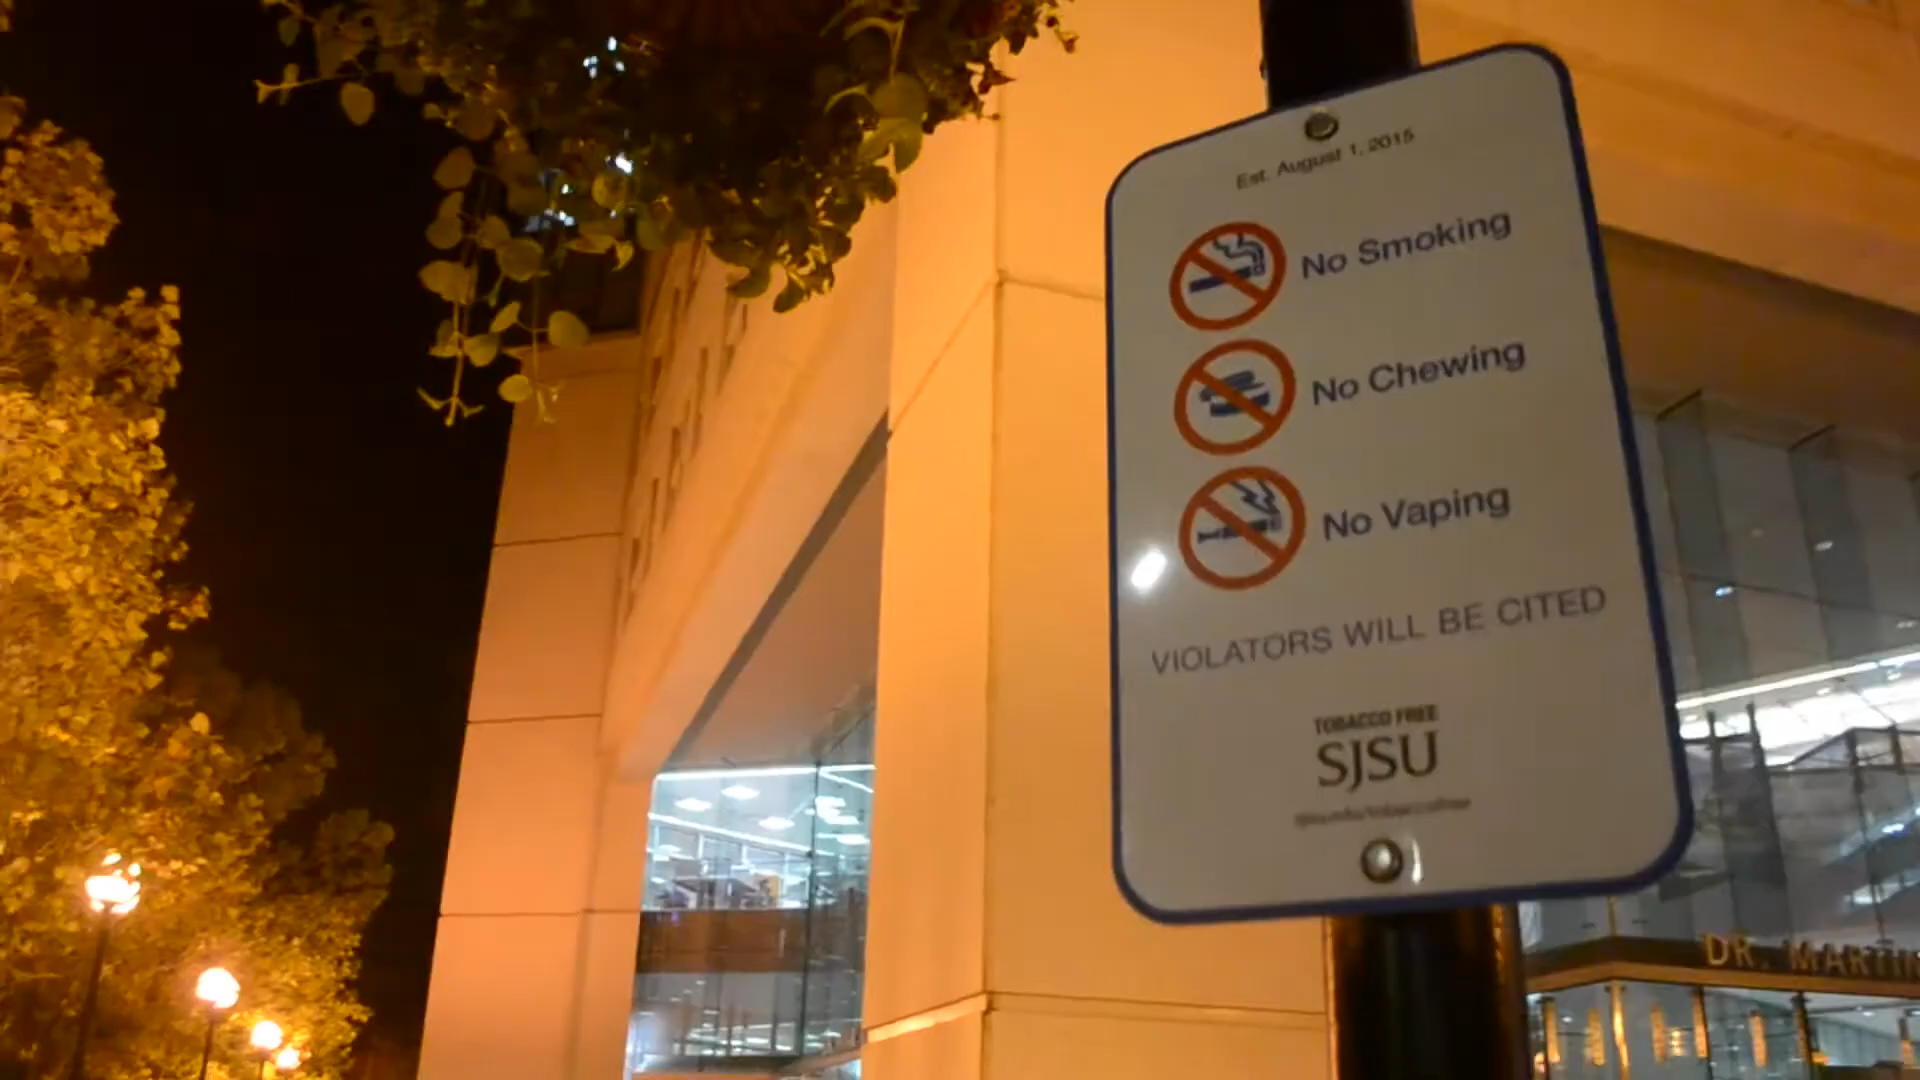 Est. August 1, 2015
No Smoking
No Chewing
No Vaping
VIOLATORS WILL BE CITED
TOBACCO FREE
SJSU
DR. MARTIN